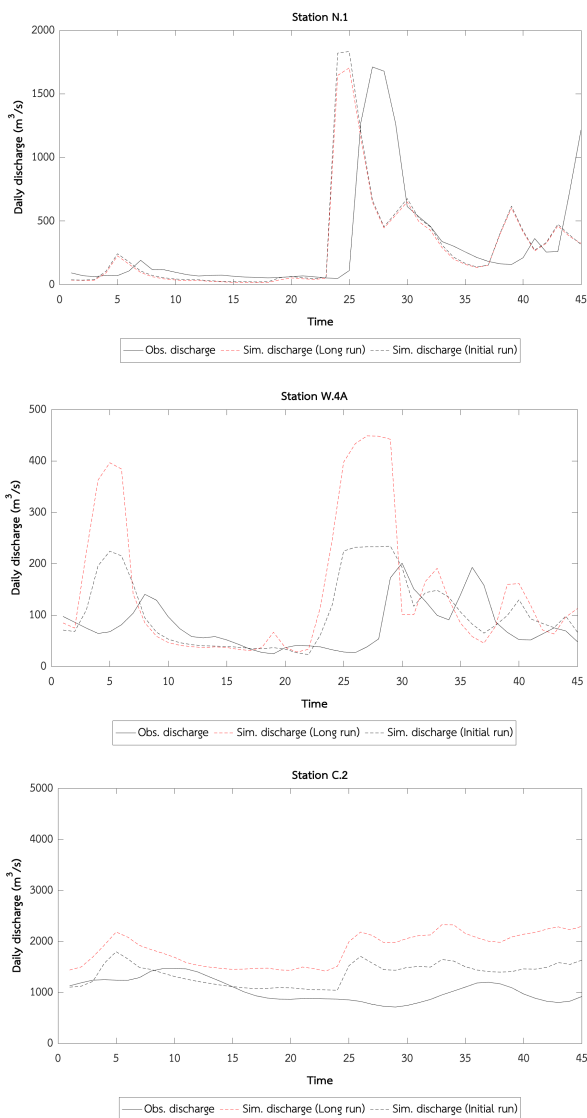 Station N.1
2000
1500
1000
500
0
Daily discharge (m³/s)
0 5 10 15 20 25 30 35 40 45
Time
Obs. discharge Sim. discharge (Long run) Sim. discharge (Initial run)
Station W.4A
500
400
300
200
100
0
Daily discharge (m³/s)
0 5 10 15 20 25 30 35 40 45
Time
Obs. discharge Sim. discharge (Long run) Sim. discharge (Initial run)
Station C.2
5000
4000
3000
2000
1000
0
Daily discharge (m³/s)
0 5 10 15 20 25 30 35 40 45
Time
Obs. discharge Sim. discharge (Long run) Sim. discharge (Initial run)